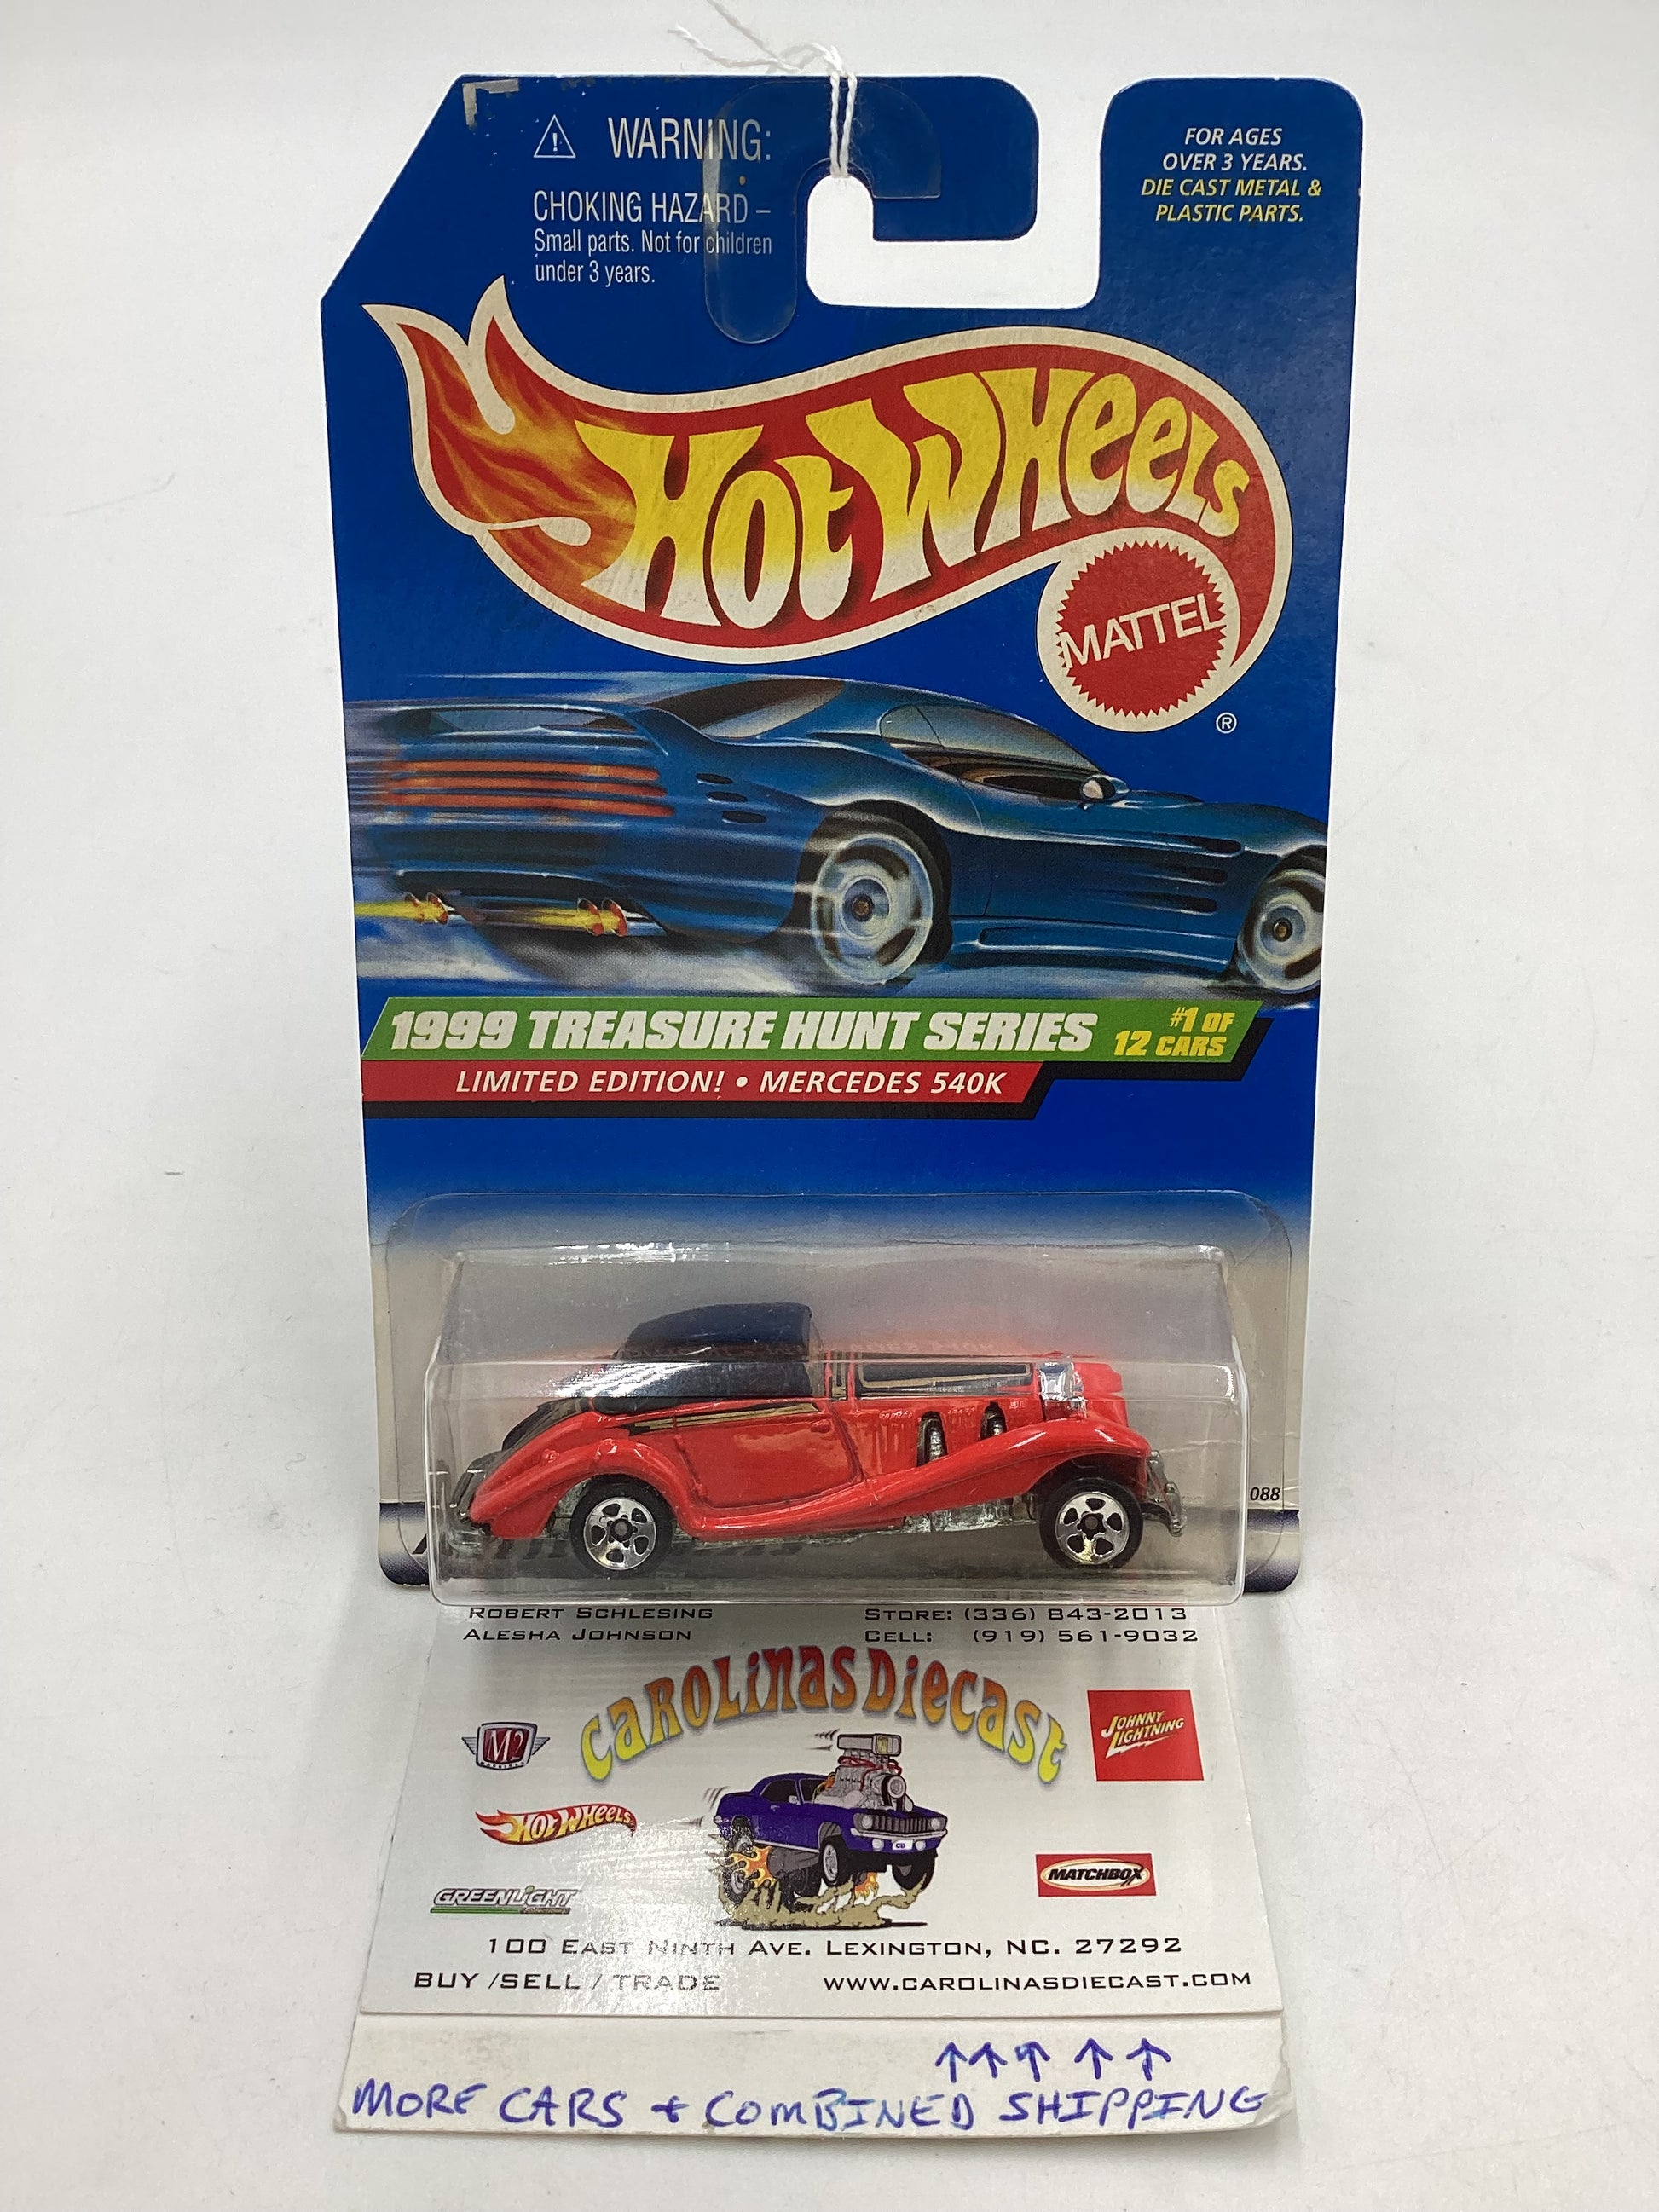 WARNING:
CHOKING HAZARD –
Small parts. Not for children
under 3 years.
FOR AGES
OVER 3 YEARS.
DIE CAST METAL &
PLASTIC PARTS.
HOT WHEELS
MATTEL
®
1999 TREASURE HUNT SERIES
#1 OF
12 CARS
LIMITED EDITION! • MERCEDES 540K
088
ROBERT SCHLESING
STORE: (336) 843-2013
ALESHA JOHNSON
CELL: (919) 561-9032
CAROLINAS DIECAST
M2
JOHNNY
LIGHTNING
HOT WHEELS
CD
MATCHBOX
GREENLIGHT
100 EAST NINTH AVE. LEXINGTON, NC. 27292
BUY /SELL / TRADE
WWW.CAROLINASDIECAST.COM
MORE CARS + COMBINED SHIPPING